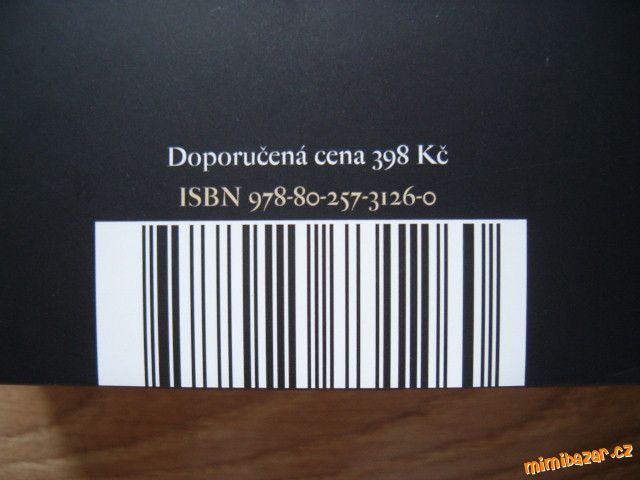 Doporučená cena 398 Kč
ISBN 978-80-257-3126-0
mimibazar.cz